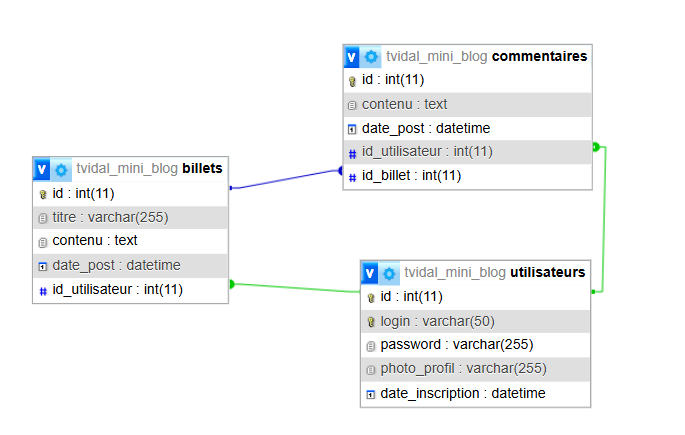 tvidal_mini_blog commentaires
id : int(11)
contenu : text
date_post : datetime
id_utilisateur : int(11)
id_billet : int(11)
tvidal_mini_blog billets
id : int(11)
titre : varchar(255)
contenu : text
date_post : datetime
id_utilisateur : int(11)
tvidal_mini_blog utilisateurs
id : int(11)
login : varchar(50)
password : varchar(255)
photo_profil : varchar(255)
date_inscription : datetime